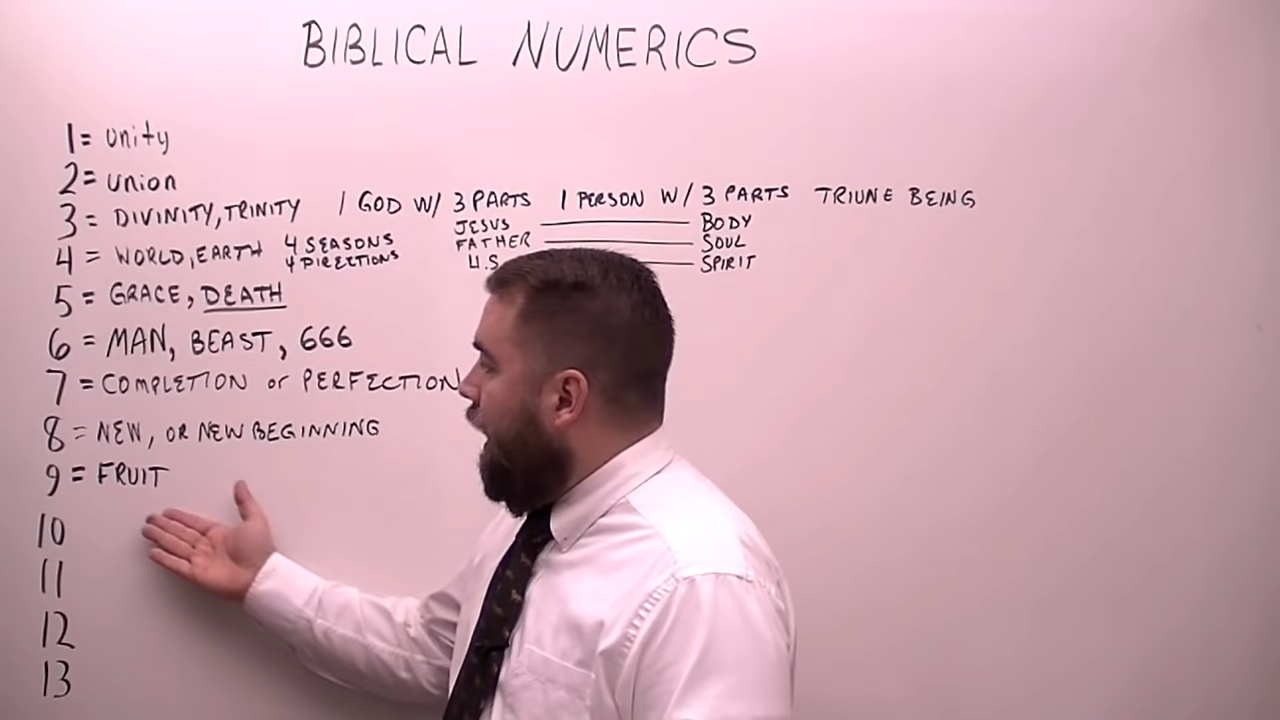 BIBLICAL NUMERICS
1 = unity
2 = union
3 = DIVINITY, TRINITY 1 GOD W/ 3 PARTS 1 PERSON W/ 3 PARTS TRIUNE BEING
JESUS BODY
4 = WORLD, EARTH 4 SEASONS FATHER SOUL
4 DIRECTIONS SPIRIT
5 = GRACE, DEATH
6 = MAN, BEAST, 666
7 = COMPLETION or PERFECTION
8 = NEW, OR NEW BEGINNING
9 = FRUIT
10
11
12
13